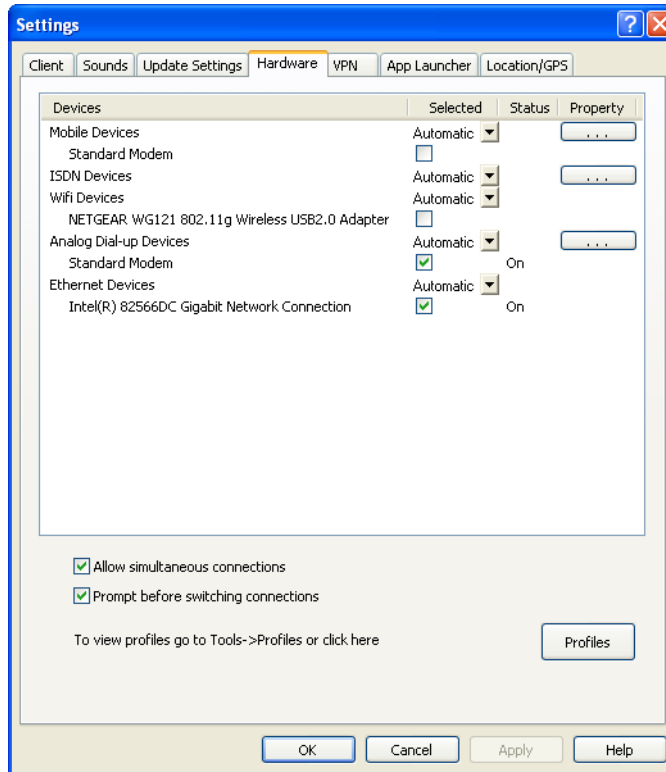 Settings
Client Sounds Update Settings Hardware VPN App Launcher Location/GPS
Devices Selected Status Property
Mobile Devices Automatic ...
Standard Modem
ISDN Devices Automatic ...
Wifi Devices Automatic
NETGEAR WG121 802.11g Wireless USB2.0 Adapter
Analog Dial-up Devices Automatic ...
Standard Modem On
Ethernet Devices Automatic
Intel(R) 82566DC Gigabit Network Connection On
Allow simultaneous connections
Prompt before switching connections
To view profiles go to Tools->Profiles or click here Profiles
OK Cancel Apply Help